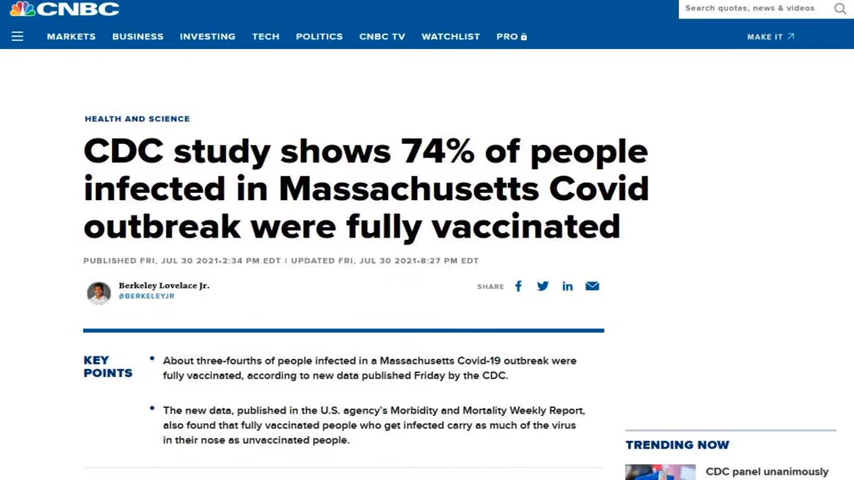 CNBC
Search quotes, news & videos
MARKETS BUSINESS INVESTING TECH POLITICS CNBC TV WATCHLIST PRO MAKE IT
HEALTH AND SCIENCE
CDC study shows 74% of people
infected in Massachusetts Covid
outbreak were fully vaccinated
PUBLISHED FRI, JUL 30 2021•2:34 PM EDT | UPDATED FRI, JUL 30 2021•8:27 PM EDT
Berkeley Lovelace Jr.
@BERKELEYJR
SHARE
KEY
POINTS
• About three-fourths of people infected in a Massachusetts Covid-19 outbreak were
fully vaccinated, according to new data published Friday by the CDC.
• The new data, published in the U.S. agency's Morbidity and Mortality Weekly Report,
also found that fully vaccinated people who get infected carry as much of the virus
in their nose as unvaccinated people.
TRENDING NOW
CDC panel unanimously